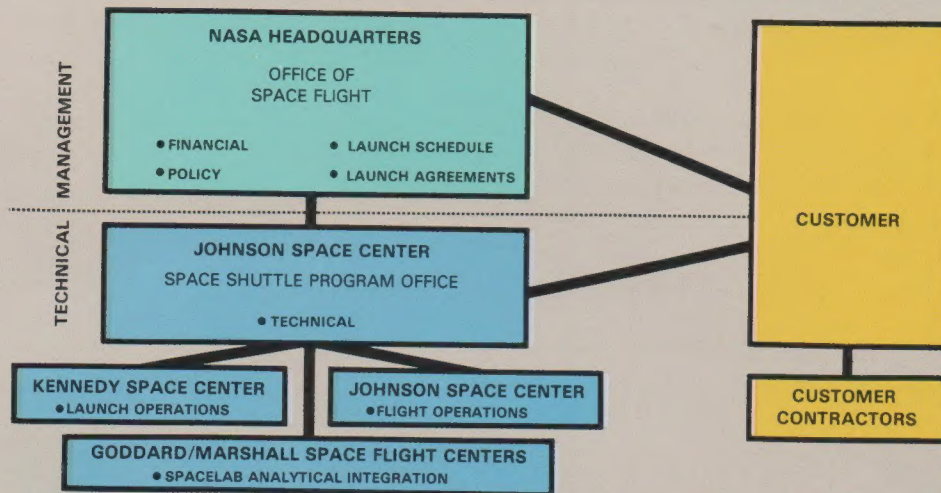 NASA HEADQUARTERS
OFFICE OF
SPACE FLIGHT
• FINANCIAL
• LAUNCH SCHEDULE
• POLICY
• LAUNCH AGREEMENTS
MANAGEMENT
TECHNICAL
JOHNSON SPACE CENTER
SPACE SHUTTLE PROGRAM OFFICE
• TECHNICAL
KENNEDY SPACE CENTER
• LAUNCH OPERATIONS
JOHNSON SPACE CENTER
• FLIGHT OPERATIONS
GODDARD/MARSHALL SPACE FLIGHT CENTERS
• SPACELAB ANALYTICAL INTEGRATION
CUSTOMER
CUSTOMER
CONTRACTORS